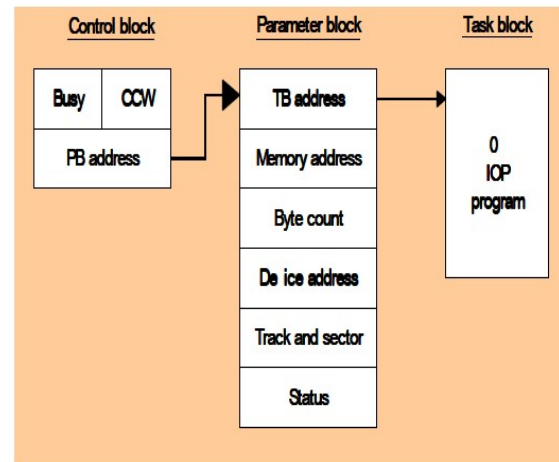 Control block
Parameter block
Task block
Busy
CCW
PB address
TB address
Memory address
Byte count
De ice address
Track and sector
Status
0
IOP
program